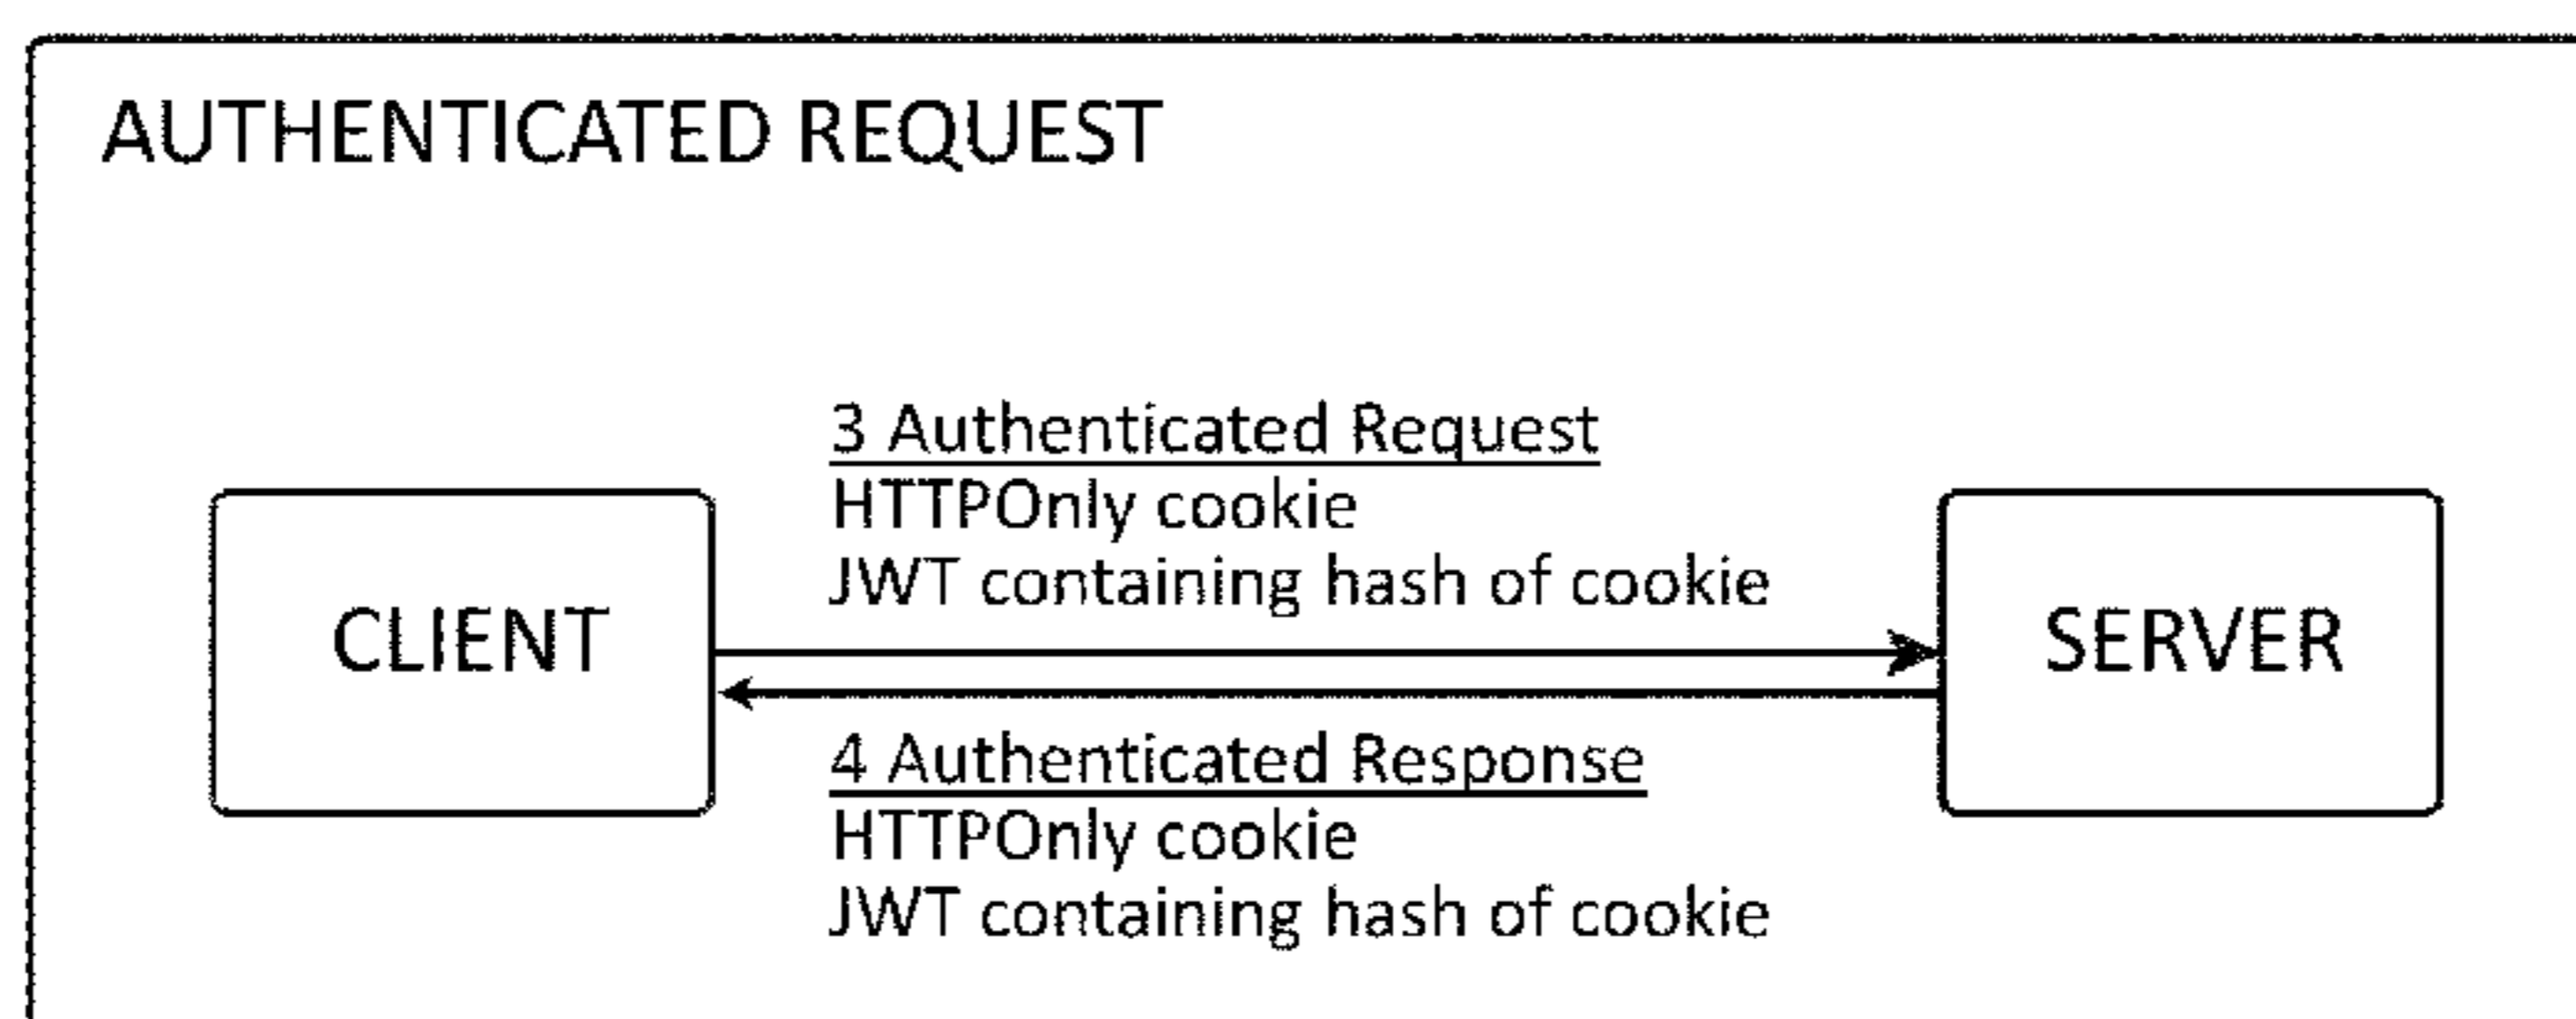 AUTHENTICATED REQUEST
3 Authenticated Request
HTTPOnly cookie
JWT containing hash of cookie
CLIENT
SERVER
4 Authenticated Response
HTTPOnly cookie
JWT containing hash of cookie